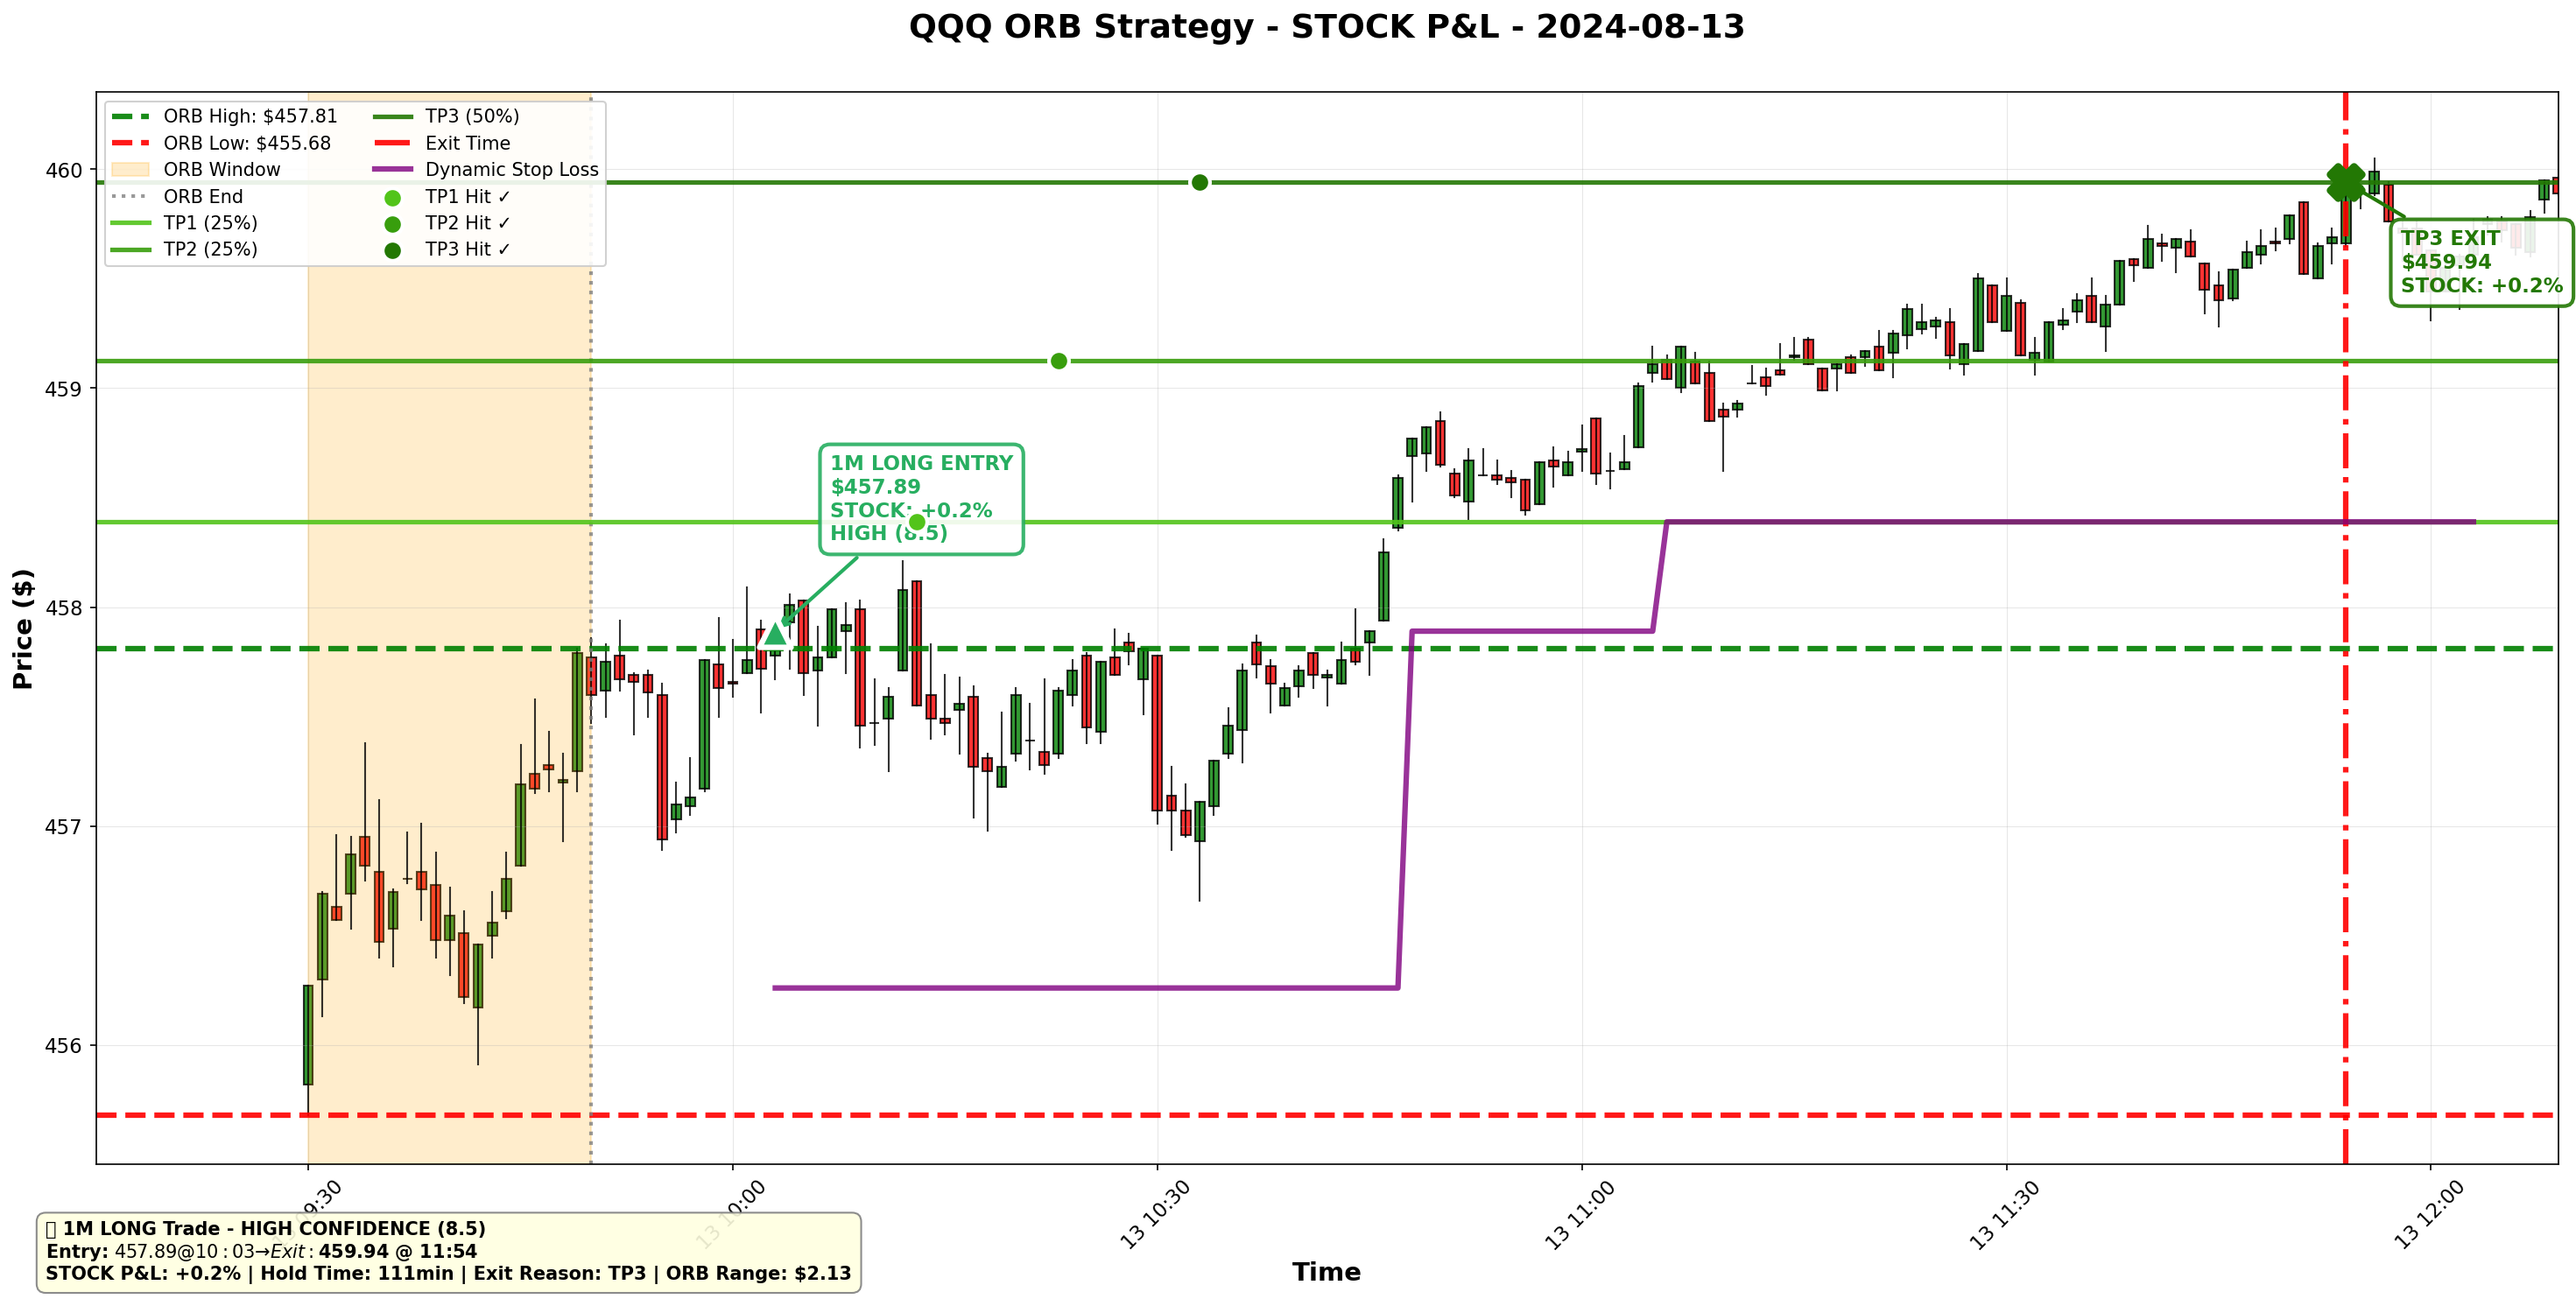 QQQ ORB Strategy - STOCK P&L - 2024-08-13
ORB High: $457.81
ORB Low: $455.68
ORB Window
ORB End
TP1 (25%)
TP2 (25%)
TP3 (50%)
Exit Time
Dynamic Stop Loss
TP1 Hit ✓
TP2 Hit ✓
TP3 Hit ✓
460
459
458
457
456
Price ($)
1M LONG ENTRY
$457.89
STOCK: +0.2%
HIGH (8.5)
TP3 EXIT
$459.94
STOCK: +0.2%
13 09:30
13 10:00
13 10:30
13 11:00
13 11:30
13 12:00
Time
1M LONG Trade - HIGH CONFIDENCE (8.5)
Entry: 457.89@10:03→Exit:459.94 @ 11:54
STOCK P&L: +0.2% | Hold Time: 111min | Exit Reason: TP3 | ORB Range: $2.13